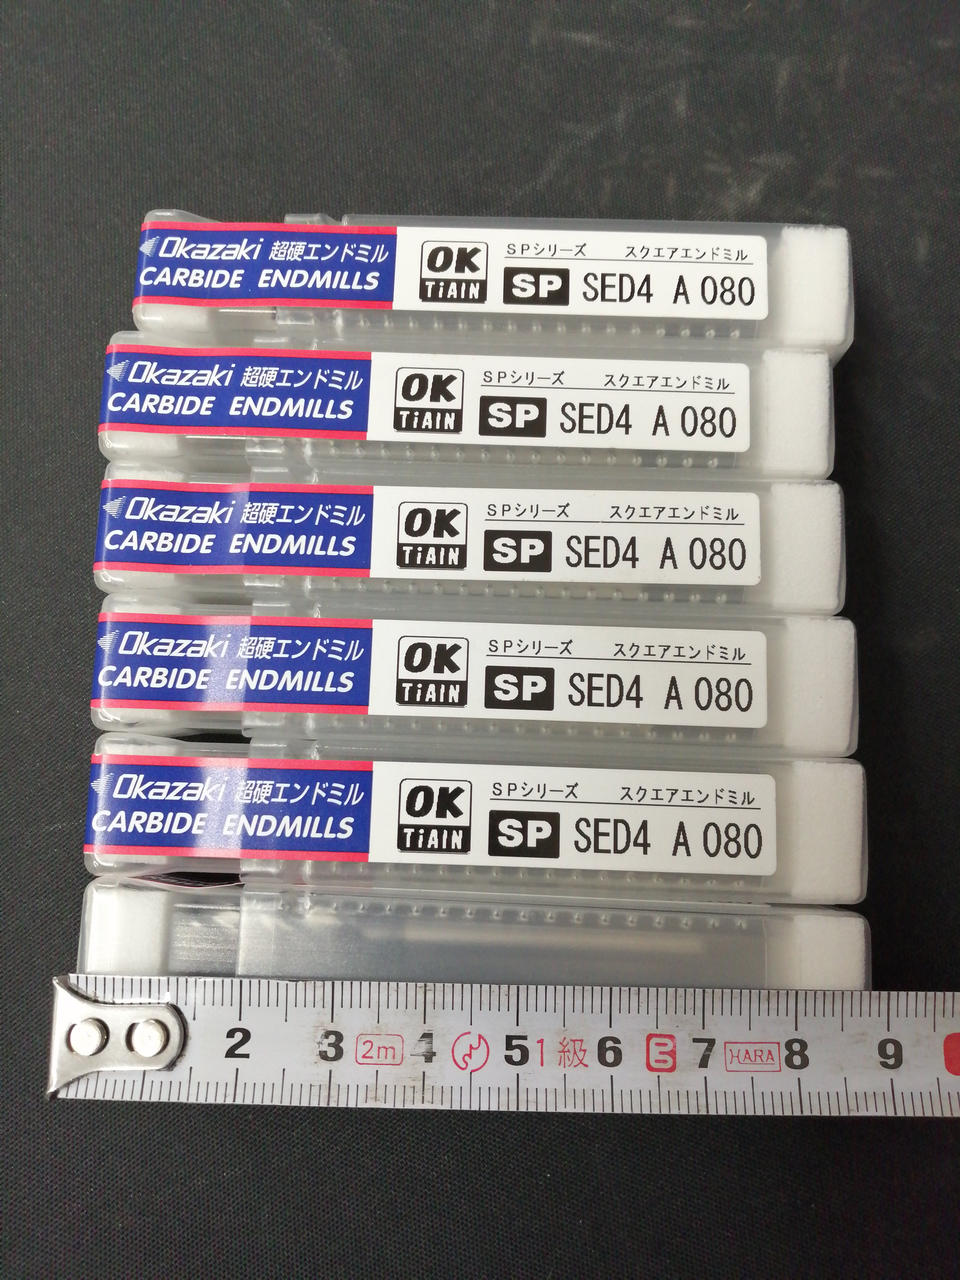 Okazaki 超硬エンドミル
CARBIDE ENDMILLS
OK
TiAlN
SPシリーズ スクエアエンドミル
SP SED4 A 080
Okazaki 超硬エンドミル
CARBIDE ENDMILLS
OK
TiAlN
SPシリーズ スクエアエンドミル
SP SED4 A 080
Okazaki 超硬エンドミル
CARBIDE ENDMILLS
OK
TiAlN
SPシリーズ スクエアエンドミル
SP SED4 A 080
Okazaki 超硬エンドミル
CARBIDE ENDMILLS
OK
TiAlN
SPシリーズ スクエアエンドミル
SP SED4 A 080
Okazaki 超硬エンドミル
CARBIDE ENDMILLS
OK
TiAlN
SPシリーズ スクエアエンドミル
SP SED4 A 080
2 3 2m 4 5 1級 6 7 HARA 8 9